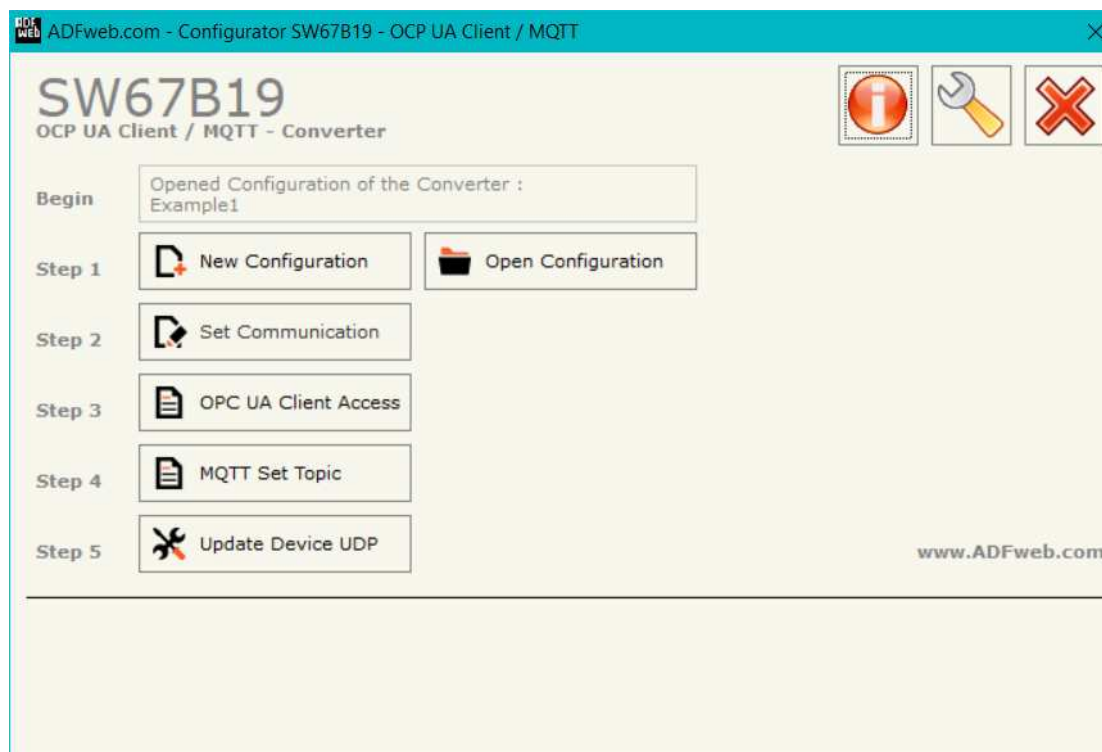 ADF
WEB ADFweb.com - Configurator SW67B19 - OCP UA Client / MQTT
SW67B19
OCP UA Client / MQTT - Converter
Begin
Opened Configuration of the Converter :
Example1
Step 1 New Configuration Open Configuration
Step 2 Set Communication
Step 3 OPC UA Client Access
Step 4 MQTT Set Topic
Step 5 Update Device UDP
www.ADFweb.com